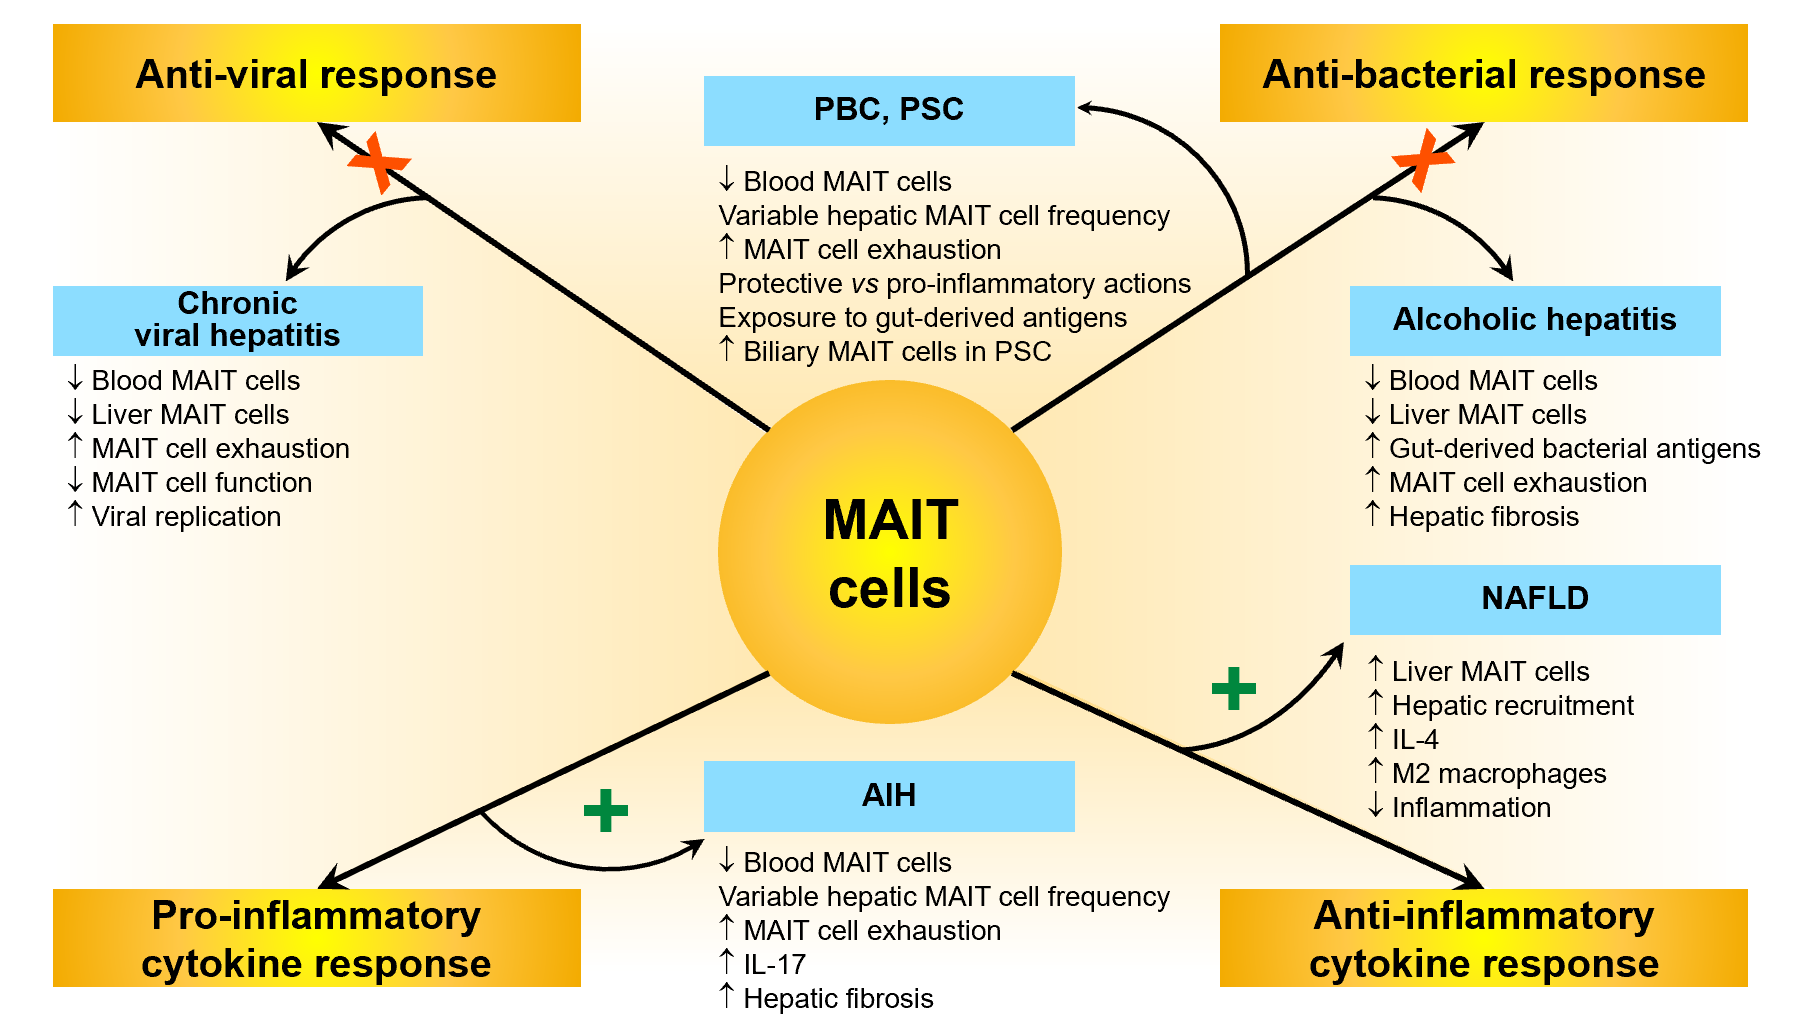 Anti-viral response
Anti-bacterial response
PBC, PSC
↓ Blood MAIT cells
Variable hepatic MAIT cell frequency
↑ MAIT cell exhaustion
Protective vs pro-inflammatory actions
Exposure to gut-derived antigens
↑ Biliary MAIT cells in PSC
Chronic
viral hepatitis
↓ Blood MAIT cells
↓ Liver MAIT cells
↑ MAIT cell exhaustion
↓ MAIT cell function
↑ Viral replication
Alcoholic hepatitis
↓ Blood MAIT cells
↓ Liver MAIT cells
↑ Gut-derived bacterial antigens
↑ MAIT cell exhaustion
↑ Hepatic fibrosis
MAIT
cells
NAFLD
↑ Liver MAIT cells
↑ Hepatic recruitment
↑ IL-4
↑ M2 macrophages
↓ Inflammation
AIH
↓ Blood MAIT cells
Variable hepatic MAIT cell frequency
↑ MAIT cell exhaustion
↑ IL-17
↑ Hepatic fibrosis
Pro-inflammatory
cytokine response
Anti-inflammatory
cytokine response